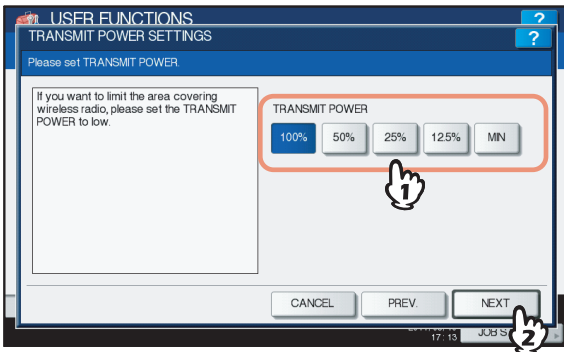 USER FUNCTIONS
?
TRANSMIT POWER SETTINGS
?
Please set TRANSMIT POWER.
If you want to limit the area covering
wireless radio, please set the TRANSMIT
POWER to low.
TRANSMIT POWER
100% 50% 25% 12.5% MIN
1
CANCEL PREV. NEXT
2
17:13
JOB S